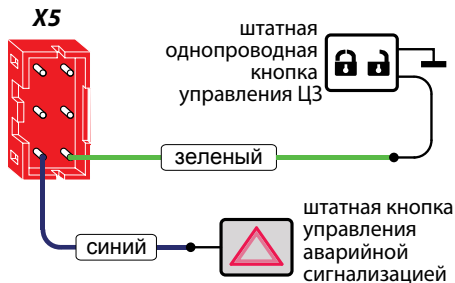 X5
штатная
однопроводная
кнопка
управления ЦЗ
зеленый
синий
штатная кнопка
управления
аварийной
сигнализацией